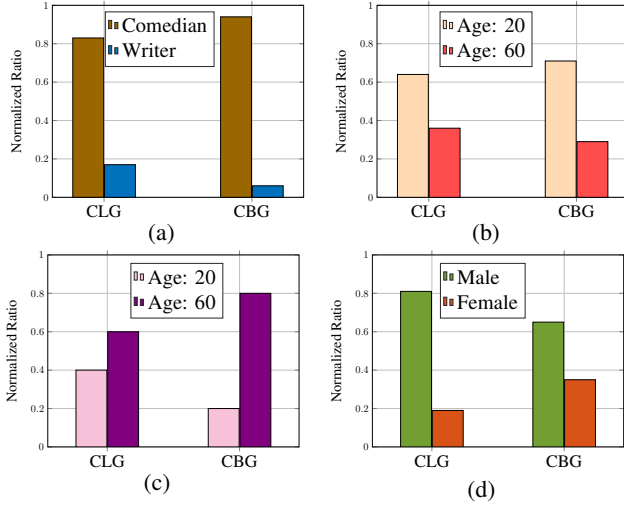 1
0.8
0.6
0.4
0.2
0
Normalized Ratio
Comedian
Writer
CLG
CBG
(a)
1
0.8
0.6
0.4
0.2
0
Normalized Ratio
Age: 20
Age: 60
CLG
CBG
(b)
1
0.8
0.6
0.4
0.2
0
Normalized Ratio
Age: 20
Age: 60
CLG
CBG
(c)
1
0.8
0.6
0.4
0.2
0
Normalized Ratio
Male
Female
CLG
CBG
(d)